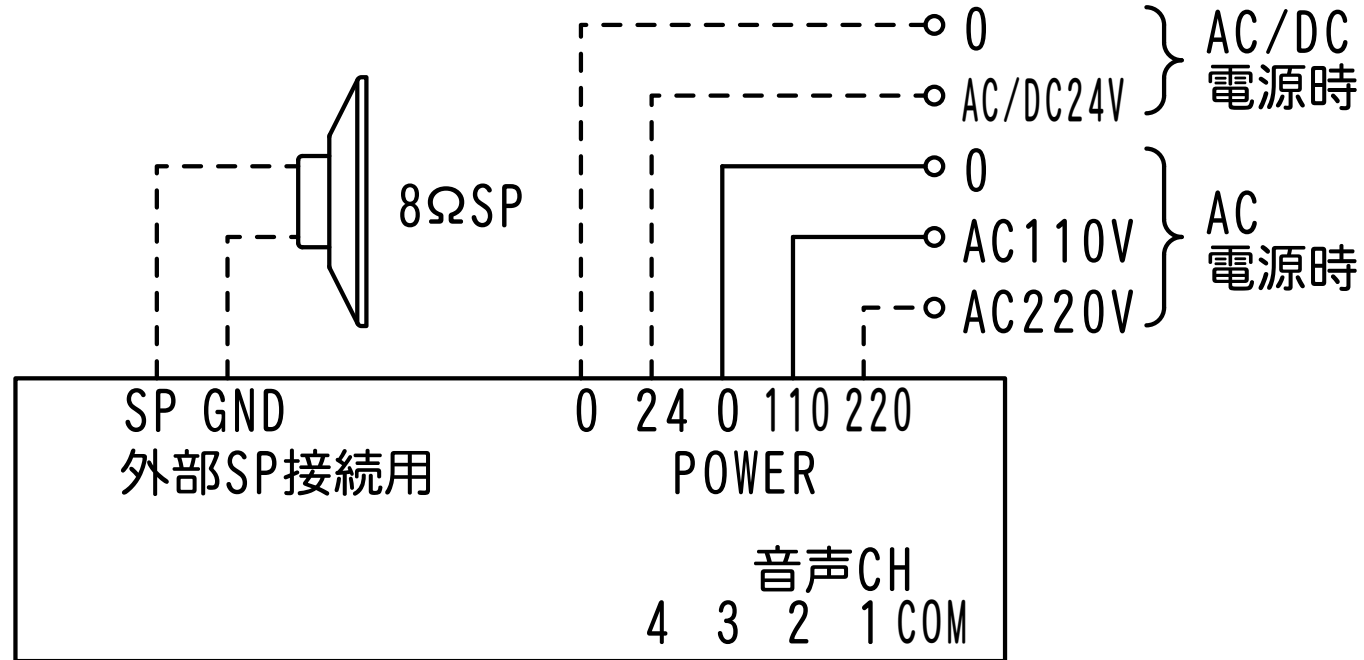 0
AC/DC24V
AC/DC
電源時
8ΩSP
0
AC110V
AC220V
AC
電源時
SP GND
外部SP接続用
0 24 0 110 220
POWER
音声CH
4 3 2 1 COM